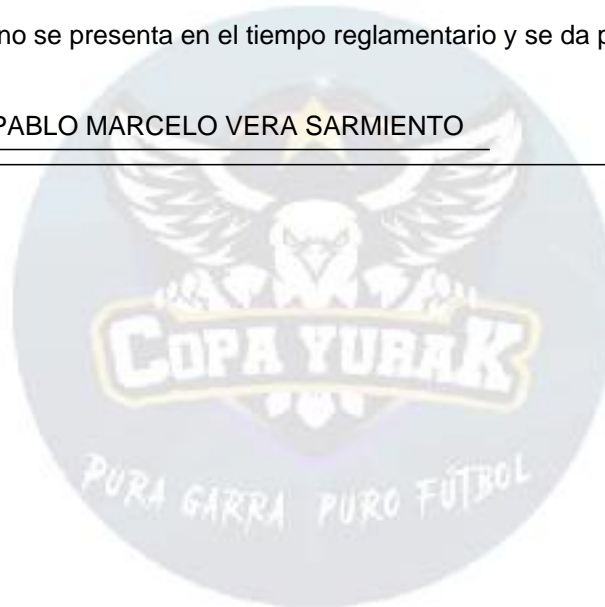 no se presenta en el tiempo reglamentario y se da p
PABLO MARCELO VERA SARMIENTO
COPA YURAK
PURA GARRA PURO FÚTBOL